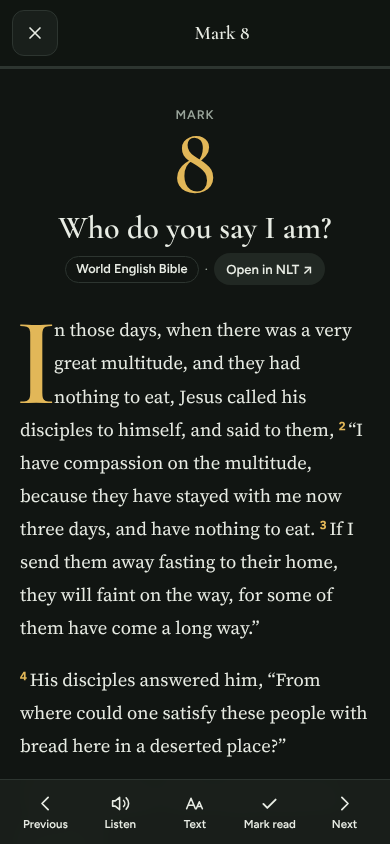 Mark 8
MARK
8
Who do you say I am?
World English Bible · Open in NLT ↗
In those days, when there was a very
great multitude, and they had
nothing to eat, Jesus called his
disciples to himself, and said to them, 2 “I
have compassion on the multitude,
because they have stayed with me now
three days, and have nothing to eat. 3 If I
send them away fasting to their home,
they will faint on the way, for some of
them have come a long way.”
4 His disciples answered him, “From
where could one satisfy these people with
bread here in a deserted place?”
Previous Listen Text Mark read Next